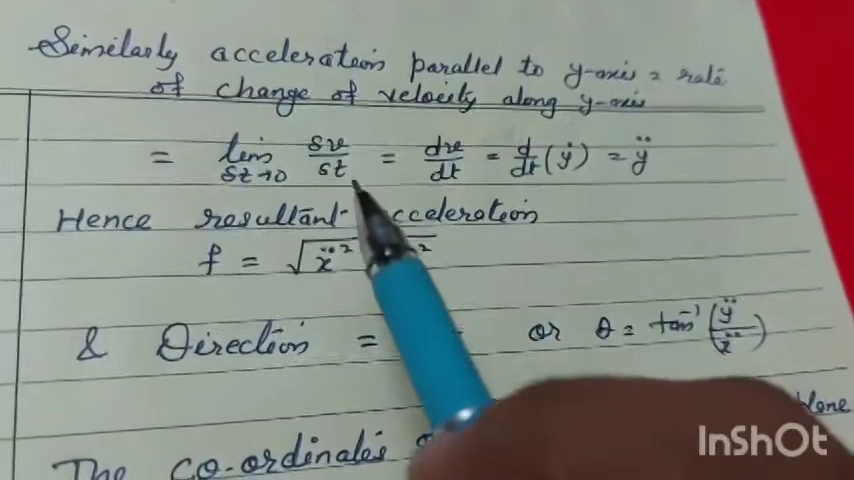 Similarly acceleration parallel to y-axis = rate
of change of velocity along y-axis
= lim δt→0 δv/δt = dv/dt = d/dt (ẏ) = ÿ
Hence resultant acceleration
f = √ẍ² ²
& Direction = or θ = tan⁻¹ (ÿ/ẍ)
The co-ordinates
InShOt